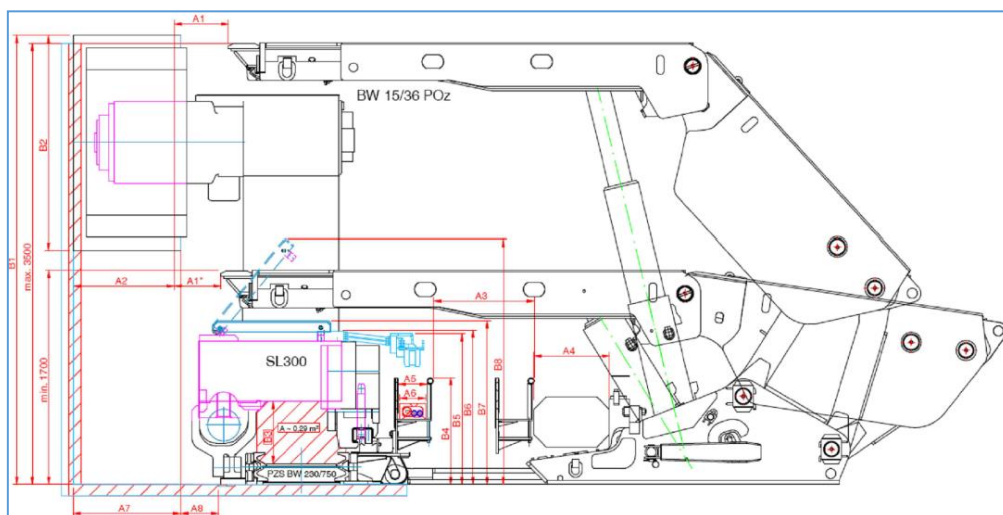 A1
BW 15/36 POz
B2
B1
max. 3500
A2
A1*
A3
min. 1700
SL300
A4
B8
A5
A6
B3
A ~ 0.29 m²
B4
B5
B6
B7
PZS BW 280/750
A7
A8